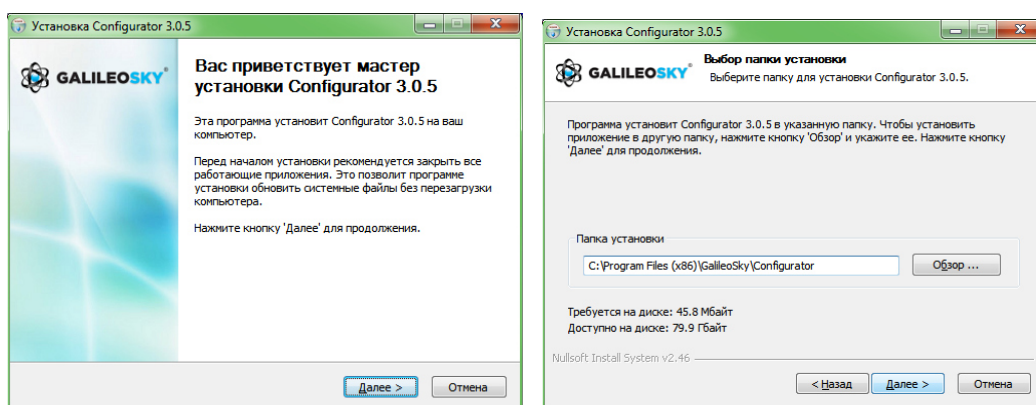 Установка Configurator 3.0.5
GALILEOSKY®
Вас приветствует мастер
установки Configurator 3.0.5
Эта программа установит Configurator 3.0.5 на ваш
компьютер.
Перед началом установки рекомендуется закрыть все
работающие приложения. Это позволит программе
установки обновить системные файлы без перезагрузки
компьютера.
Нажмите кнопку 'Далее' для продолжения.
Далее >
Отмена
Установка Configurator 3.0.5
GALILEOSKY®
Выбор папки установки
Выберите папку для установки Configurator 3.0.5.
Программа установит Configurator 3.0.5 в указанную папку. Чтобы установить
приложение в другую папку, нажмите кнопку 'Обзор' и укажите ее. Нажмите кнопку
'Далее' для продолжения.
Папка установки
C:\Program Files (x86)\GalileoSky\Configurator
Обзор ...
Требуется на диске: 45.8 Мбайт
Доступно на диске: 79.9 Гбайт
Nullsoft Install System v2.46
< Назад
Далее >
Отмена